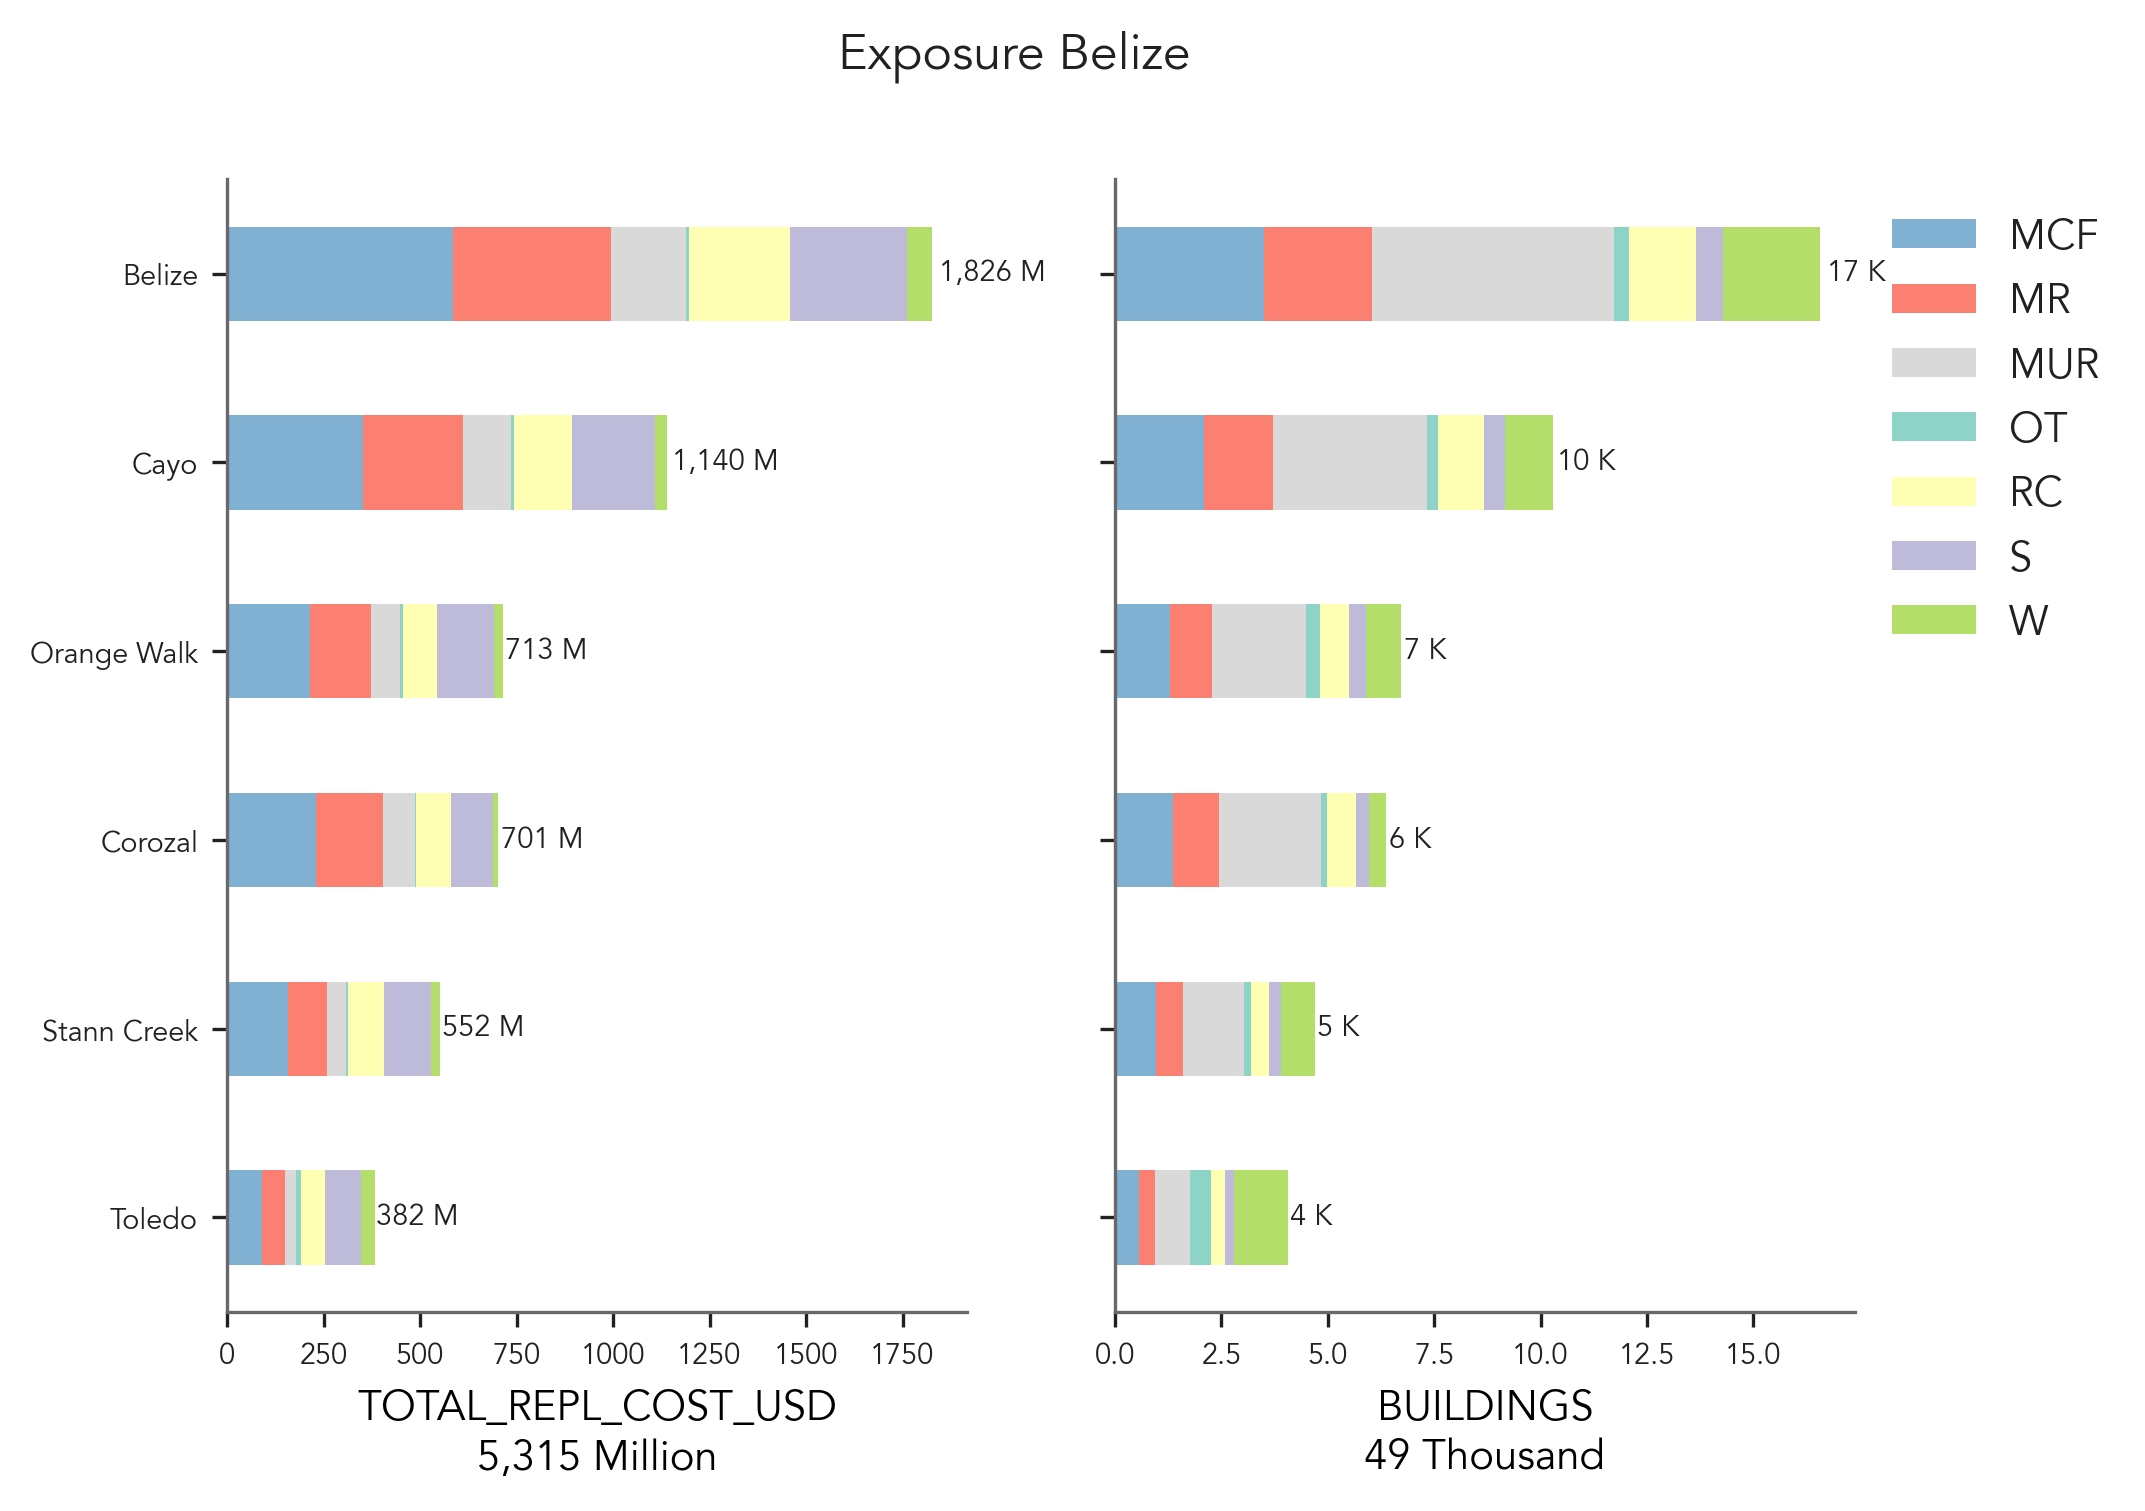 Exposure Belize
Belize
1,826 M
Cayo
1,140 M
Orange Walk
713 M
Corozal
701 M
Stann Creek
552 M
Toledo
382 M
0 250 500 750 1000 1250 1500 1750
TOTAL_REPL_COST_USD
5,315 Million
17 K
10 K
7 K
6 K
5 K
4 K
0.0 2.5 5.0 7.5 10.0 12.5 15.0
BUILDINGS
49 Thousand
MCF
MR
MUR
OT
RC
S
W